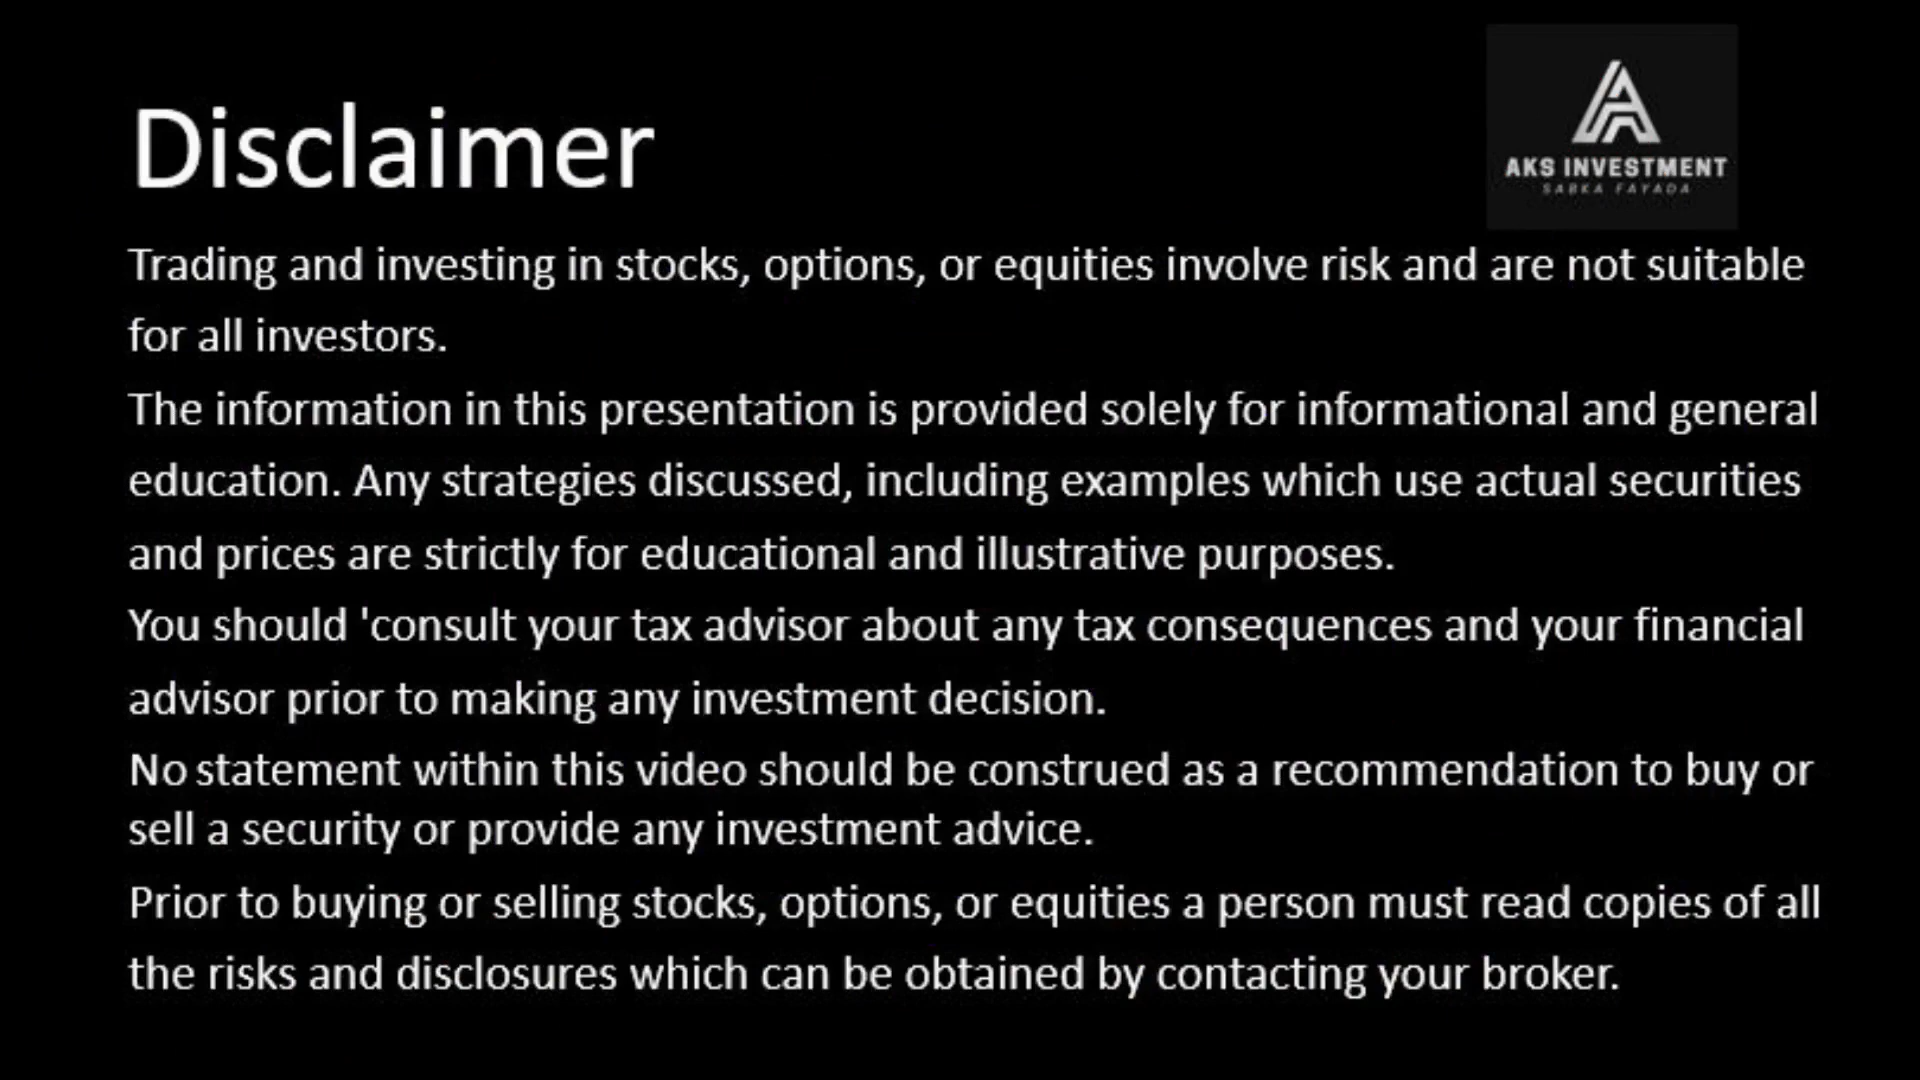 AKS INVESTMENT
SABKA FAYADA
Disclaimer
Trading and investing in stocks, options, or equities involve risk and are not suitable
for all investors.
The information in this presentation is provided solely for informational and general
education. Any strategies discussed, including examples which use actual securities
and prices are strictly for educational and illustrative purposes.
You should 'consult your tax advisor about any tax consequences and your financial
advisor prior to making any investment decision.
No statement within this video should be construed as a recommendation to buy or
sell a security or provide any investment advice.
Prior to buying or selling stocks, options, or equities a person must read copies of all
the risks and disclosures which can be obtained by contacting your broker.